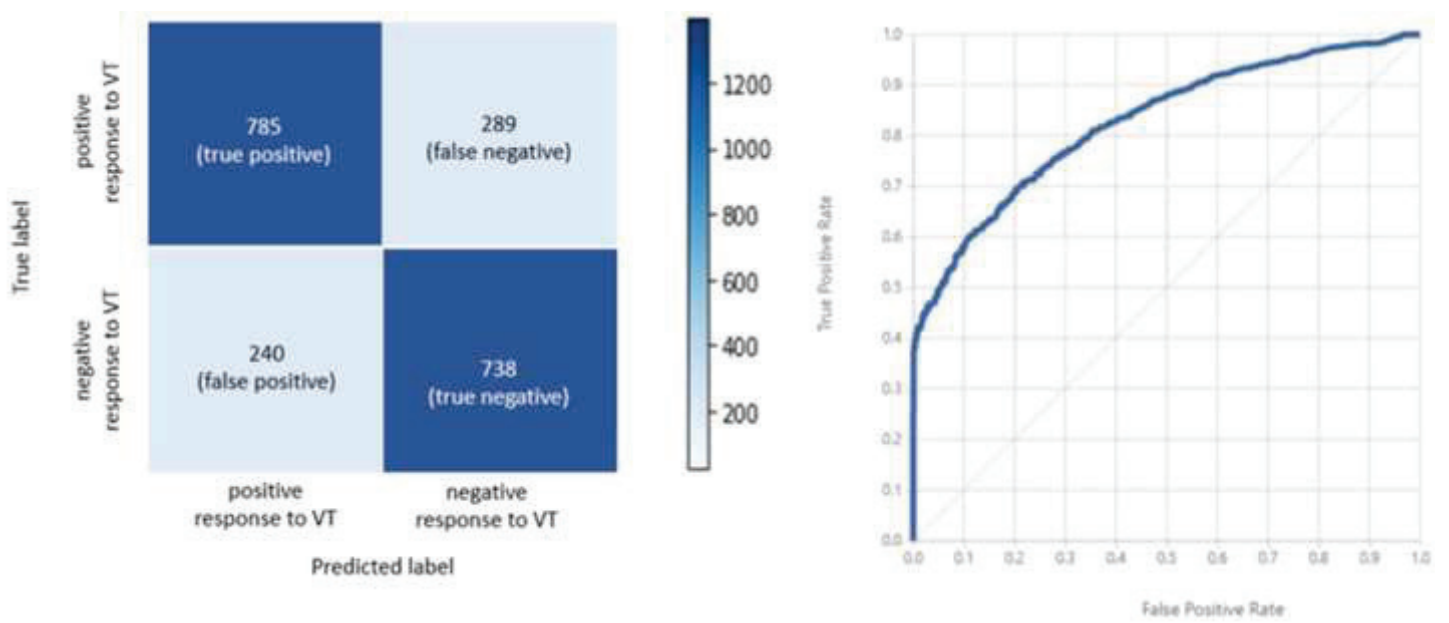 True label
positive
response to VT
negative
response to VT
785
(true positive)
289
(false negative)
240
(false positive)
738
(true negative)
positive
response to VT
negative
response to VT
Predicted label
1200
1000
800
600
400
200
True Positive Rate
1.0
0.9
0.8
0.7
0.6
0.5
0.4
0.3
0.2
0.1
0.0
0.0 0.1 0.2 0.3 0.4 0.5 0.6 0.7 0.8 0.9 1.0
False Positive Rate